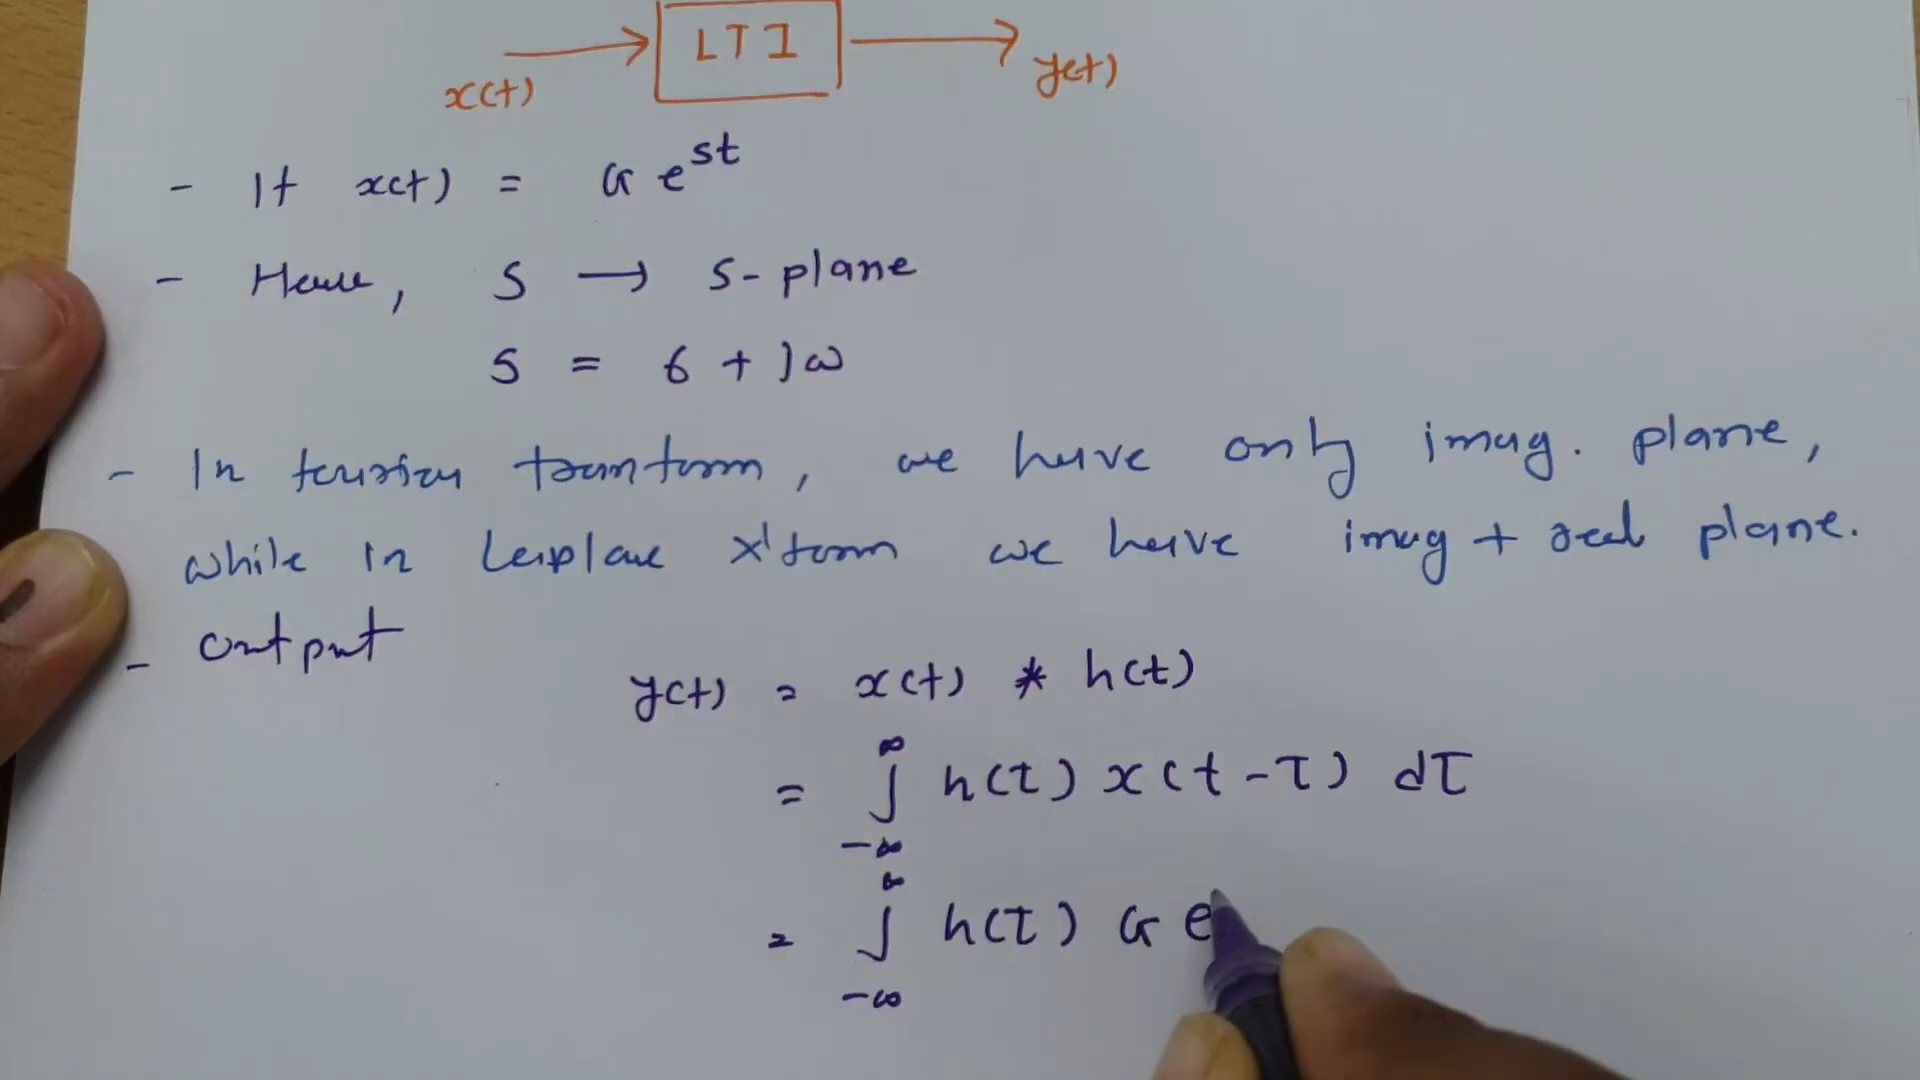 x(t) → LTI → y(t)
- If x(t) = G e^st
- Here, s → s-plane
s = σ + jω
- In fourier transform, we have only imag. plane,
while in Laplace x'form we have imag + real plane.
- output
y(t) = x(t) * h(t)
= ∫_{-∞}^{∞} h(τ) x(t-τ) dτ
= ∫_{-∞}^{∞} h(τ) G e